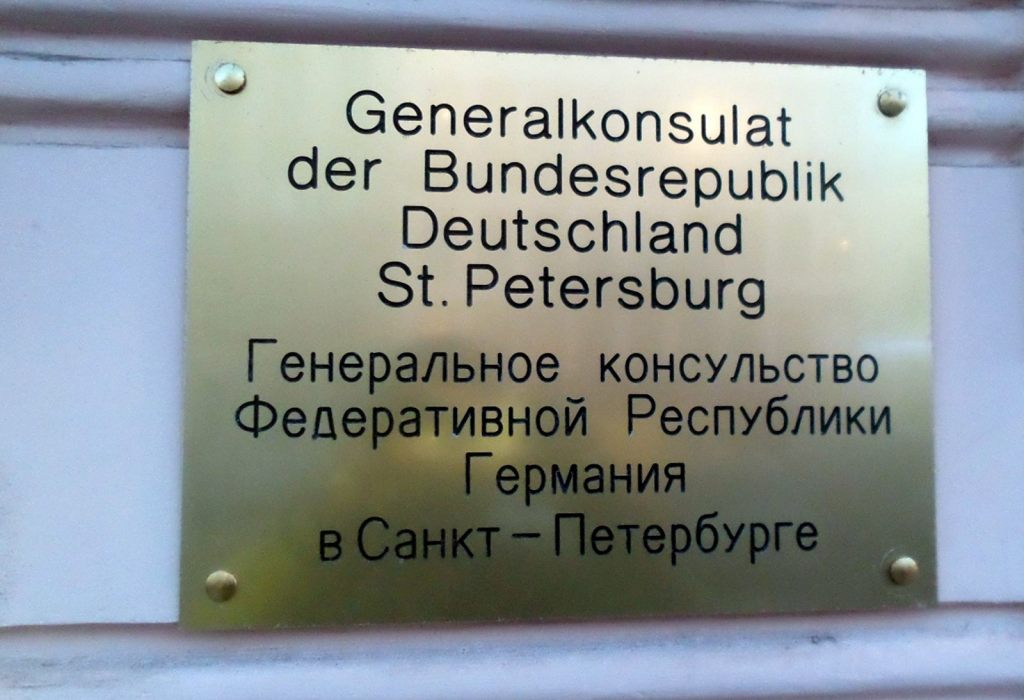 Generalkonsulat
der Bundesrepublik
Deutschland
St. Petersburg
Генеральное консульство
Федеративной Республики
Германия
в Санкт – Петербурге